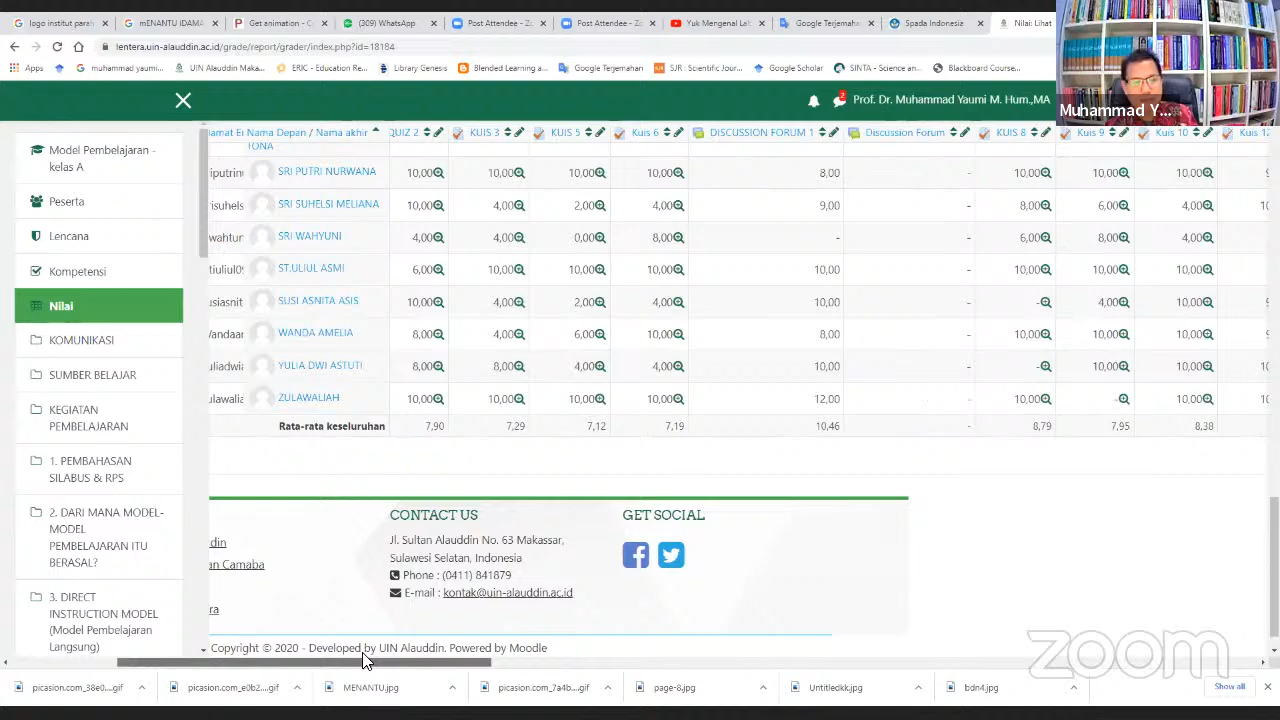 logo institut parah
mENANTU IDAMA
Get animation - C
(309) WhatsApp
Post Attendee - Z
Post Attendee - Z
Yuk Mengenal Lab
Google Terjemah
Spada Indonesia
Nilai: Lihat
lentera.uin-alauddin.ac.id/grade/report/grader/index.php?id=18184
Apps
muhammad yaumi...
UIN Alauddin Maka...
ERIC - Education Re...
Library Genesis
Blended Learning a...
Google Terjemahan
SJR : Scientific Jour...
Google Scholar
SINTA - Science an...
Blackboard Course...
2
Prof. Dr. Muhammad Yaumi M. Hum.,MA
Muhammad Y...
Model Pembelajaran -
kelas A
Peserta
Lencana
Kompetensi
Nilai
KOMUNIKASI
SUMBER BELAJAR
KEGIATAN
PEMBELAJARAN
1. PEMBAHASAN
SILABUS & RPS
2. DARI MANA MODEL-
MODEL
PEMBELAJARAN ITU
BERASAL?
3. DIRECT
INSTRUCTION MODEL
(Model Pembelajaran
Langsung)
Nama Depan / Nama akhir QUIZ 2 KUIS 3 KUIS 5 Kuis 6 DISCUSSION FORUM 1 Discussion Forum KUIS 8 Kuis 9 Kuis 10 Kuis 12
SRI PUTRI NURWANA 10,00 10,00 10,00 10,00 8,00 - 10,00 10,00 10,00
SRI SUHELSI MELIANA 10,00 4,00 2,00 4,00 9,00 - 8,00 6,00 4,00
SRI WAHYUNI 4,00 4,00 0,00 8,00 - - 6,00 8,00 4,00
ST.ULIUL ASMI 6,00 10,00 10,00 10,00 10,00 - 10,00 10,00 10,00
SUSI ASNITA ASIS 10,00 4,00 2,00 4,00 10,00 - - 4,00 10,00
WANDA AMELIA 8,00 4,00 6,00 10,00 8,00 - 10,00 10,00 10,00
YULIA DWI ASTUTI 8,00 8,00 4,00 4,00 10,00 - - 10,00 10,00
ZULAWALIAH 10,00 10,00 10,00 10,00 12,00 - 10,00 - 10,00
Rata-rata keseluruhan 7,90 7,29 7,12 7,19 10,46 - 8,79 7,95 8,38
CONTACT US
Jl. Sultan Alauddin No. 63 Makassar,
Sulawesi Selatan, Indonesia
Phone : (0411) 841879
E-mail : kontak@uin-alauddin.ac.id
GET SOCIAL
Copyright © 2020 - Developed by UIN Alauddin. Powered by Moodle
zoom
picasion.com_38e0....gif
picasion.com_e0b2....gif
MENANTU.jpg
picasion.com_7a4b....gif
page-8.jpg
Untitledkk.jpg
bdn4.jpg
Show all